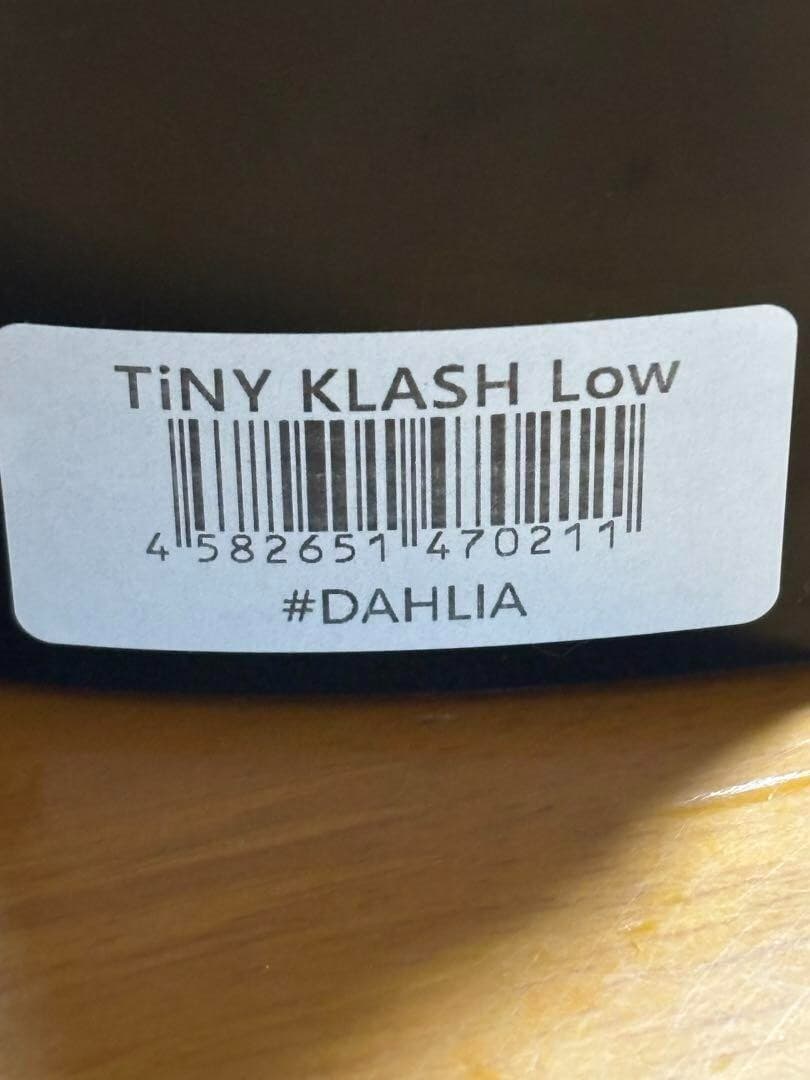 TiNY KLASH Low
4 582651 470211
#DAHLIA